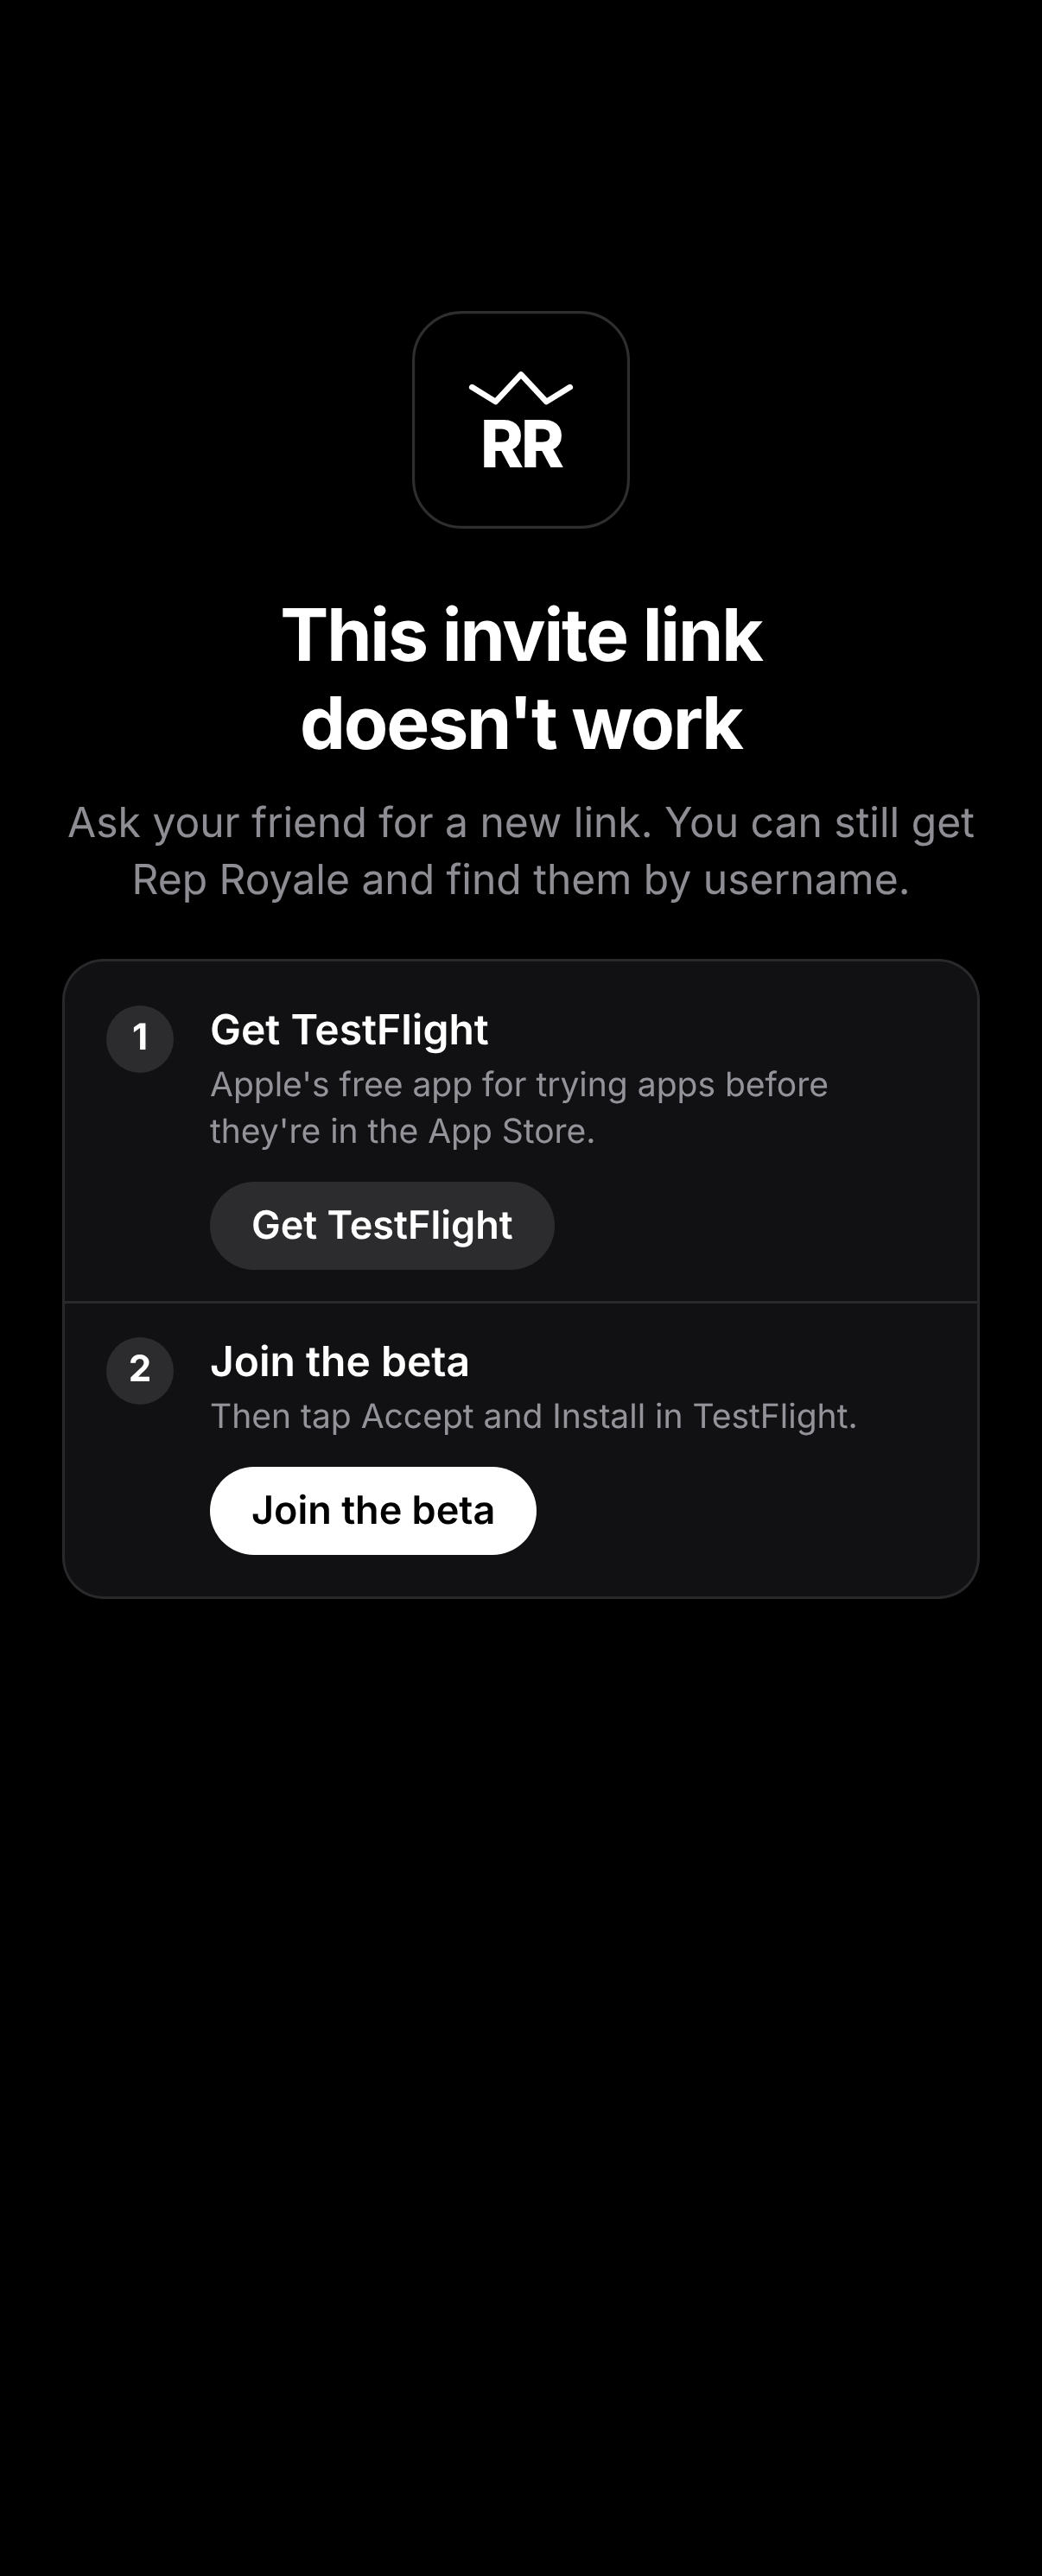 RR
This invite link
doesn't work
Ask your friend for a new link. You can still get
Rep Royale and find them by username.
1
Get TestFlight
Apple's free app for trying apps before
they're in the App Store.
Get TestFlight
2
Join the beta
Then tap Accept and Install in TestFlight.
Join the beta